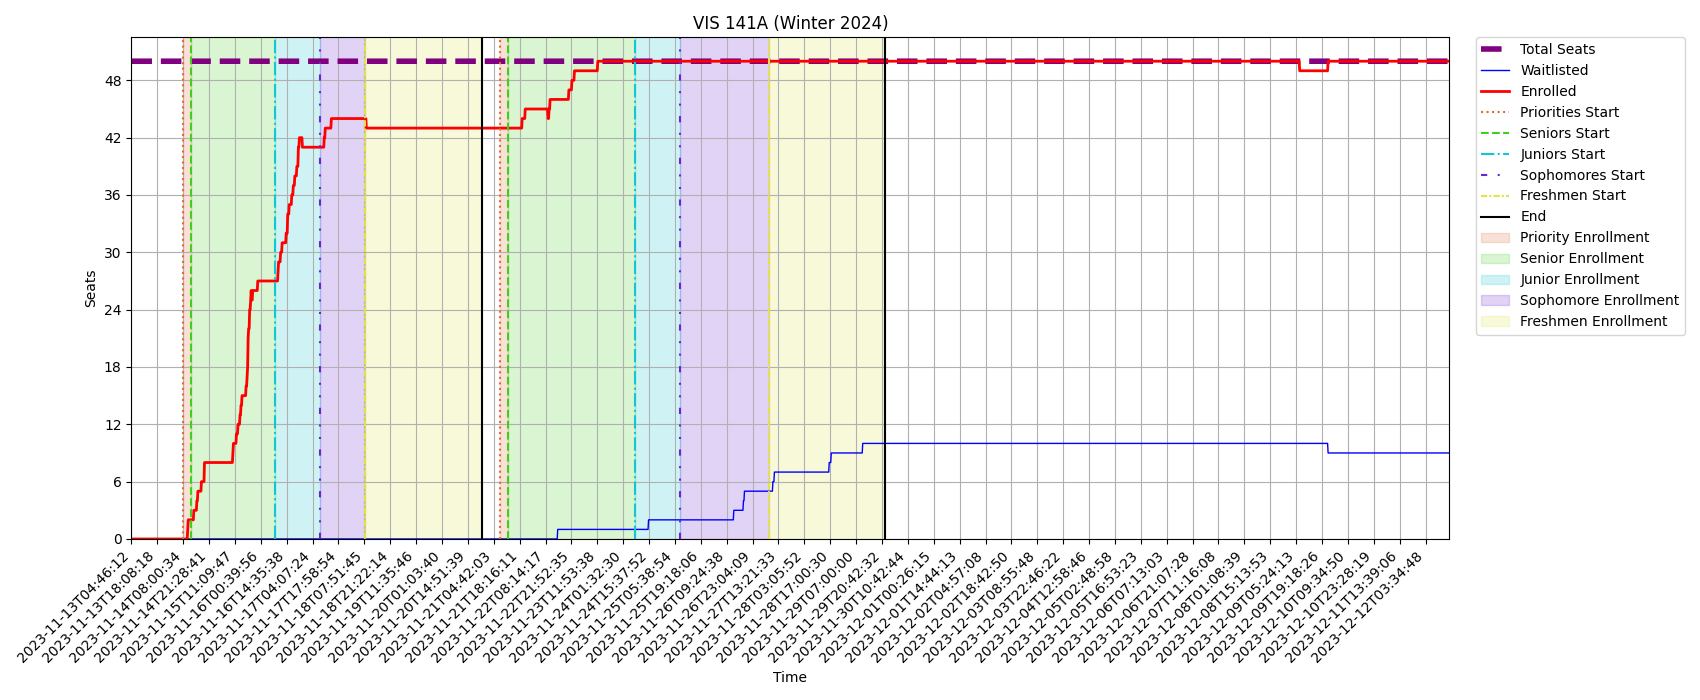 VIS 141A (Winter 2024)
Seats
48
42
36
30
24
18
12
6
0
2023-11-13T04:46:12
2023-11-13T18:08:18
2023-11-14T08:00:34
2023-11-14T21:28:41
2023-11-15T11:09:47
2023-11-16T00:39:56
2023-11-16T14:35:38
2023-11-17T04:07:24
2023-11-17T17:58:54
2023-11-18T07:51:45
2023-11-18T21:22:14
2023-11-19T11:35:46
2023-11-20T01:03:40
2023-11-20T14:51:39
2023-11-21T04:42:03
2023-11-21T18:16:11
2023-11-22T08:14:17
2023-11-22T21:52:35
2023-11-23T11:53:38
2023-11-24T01:32:30
2023-11-24T15:37:52
2023-11-25T05:38:54
2023-11-25T19:18:06
2023-11-26T09:24:38
2023-11-26T23:04:09
2023-11-27T13:21:33
2023-11-28T03:05:52
2023-11-28T17:00:30
2023-11-29T07:00:00
2023-11-29T20:42:32
2023-11-30T10:42:44
2023-12-01T00:26:15
2023-12-01T14:44:13
2023-12-02T04:57:08
2023-12-02T18:42:50
2023-12-03T08:55:48
2023-12-03T22:46:22
2023-12-04T12:58:46
2023-12-05T02:48:58
2023-12-05T16:53:23
2023-12-06T07:13:03
2023-12-06T21:07:28
2023-12-07T11:16:08
2023-12-08T01:08:39
2023-12-08T15:13:53
2023-12-09T05:24:13
2023-12-09T19:18:26
2023-12-10T09:34:50
2023-12-10T23:28:19
2023-12-11T13:39:06
2023-12-12T03:34:48
Time
Total Seats
Waitlisted
Enrolled
Priorities Start
Seniors Start
Juniors Start
Sophomores Start
Freshmen Start
End
Priority Enrollment
Senior Enrollment
Junior Enrollment
Sophomore Enrollment
Freshmen Enrollment